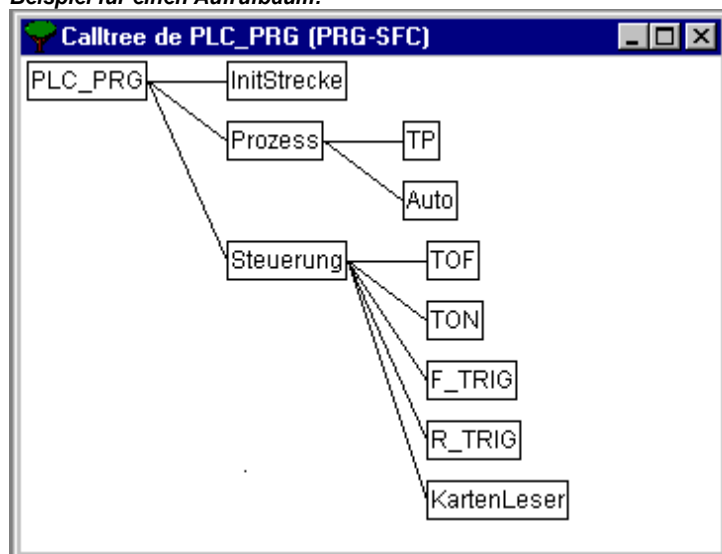 Beispiel für einen Aufrufbaum:
Calltree de PLC_PRG (PRG-SFC)
PLC_PRG
InitStrecke
Prozess
TP
Auto
Steuerung
TOF
TON
F_TRIG
R_TRIG
KartenLeser